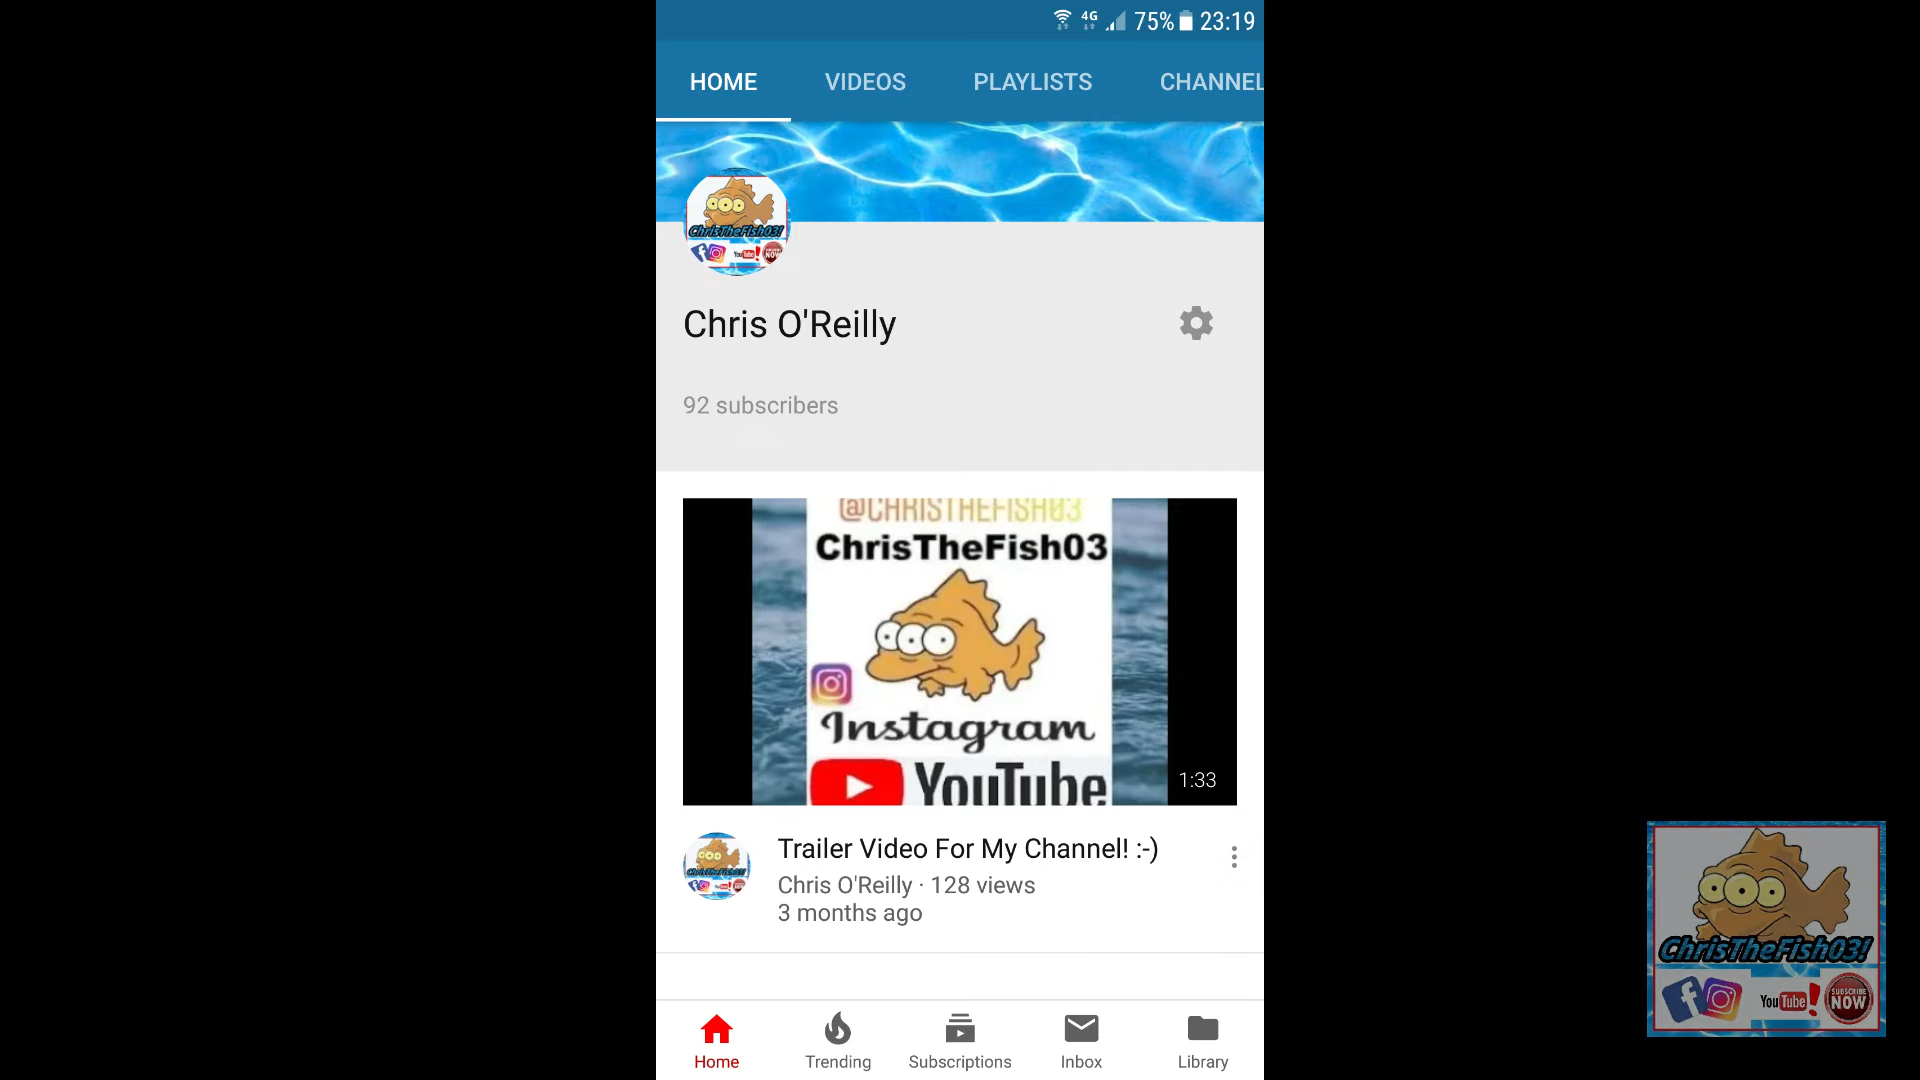 4G 75% 23:19
HOME VIDEOS PLAYLISTS CHANNEL
ChrisTheFish03!
YouTube!
NOW
Chris O'Reilly
92 subscribers
@CHRISTHEFISH03
ChrisTheFish03
Instagram
YouTube
1:33
Trailer Video For My Channel! :-)
Chris O'Reilly · 128 views
3 months ago
Home Trending Subscriptions Inbox Library
ChrisTheFish03!
YouTube!
SUBSCRIBE
NOW